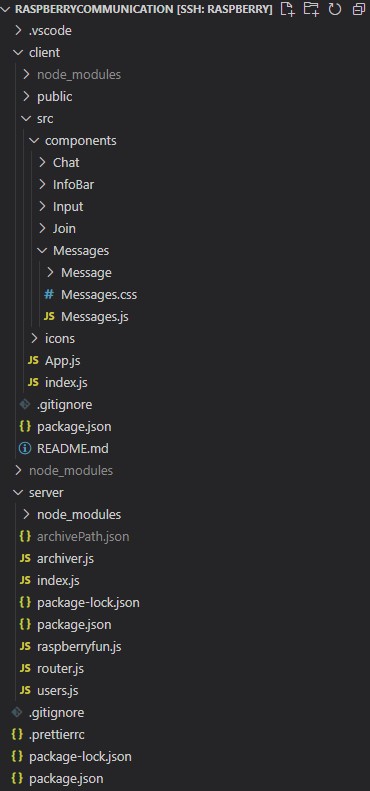 RASPBERRYCOMMUNICATION [SSH: RASPBERRY]
.vscode
client
node_modules
public
src
components
Chat
InfoBar
Input
Join
Messages
Message
# Messages.css
JS Messages.js
icons
JS App.js
JS index.js
.gitignore
{} package.json
README.md
node_modules
server
node_modules
{} archivePath.json
JS archiver.js
JS index.js
{} package-lock.json
{} package.json
JS raspberryfun.js
JS router.js
JS users.js
.gitignore
{} .prettierrc
{} package-lock.json
{} package.json